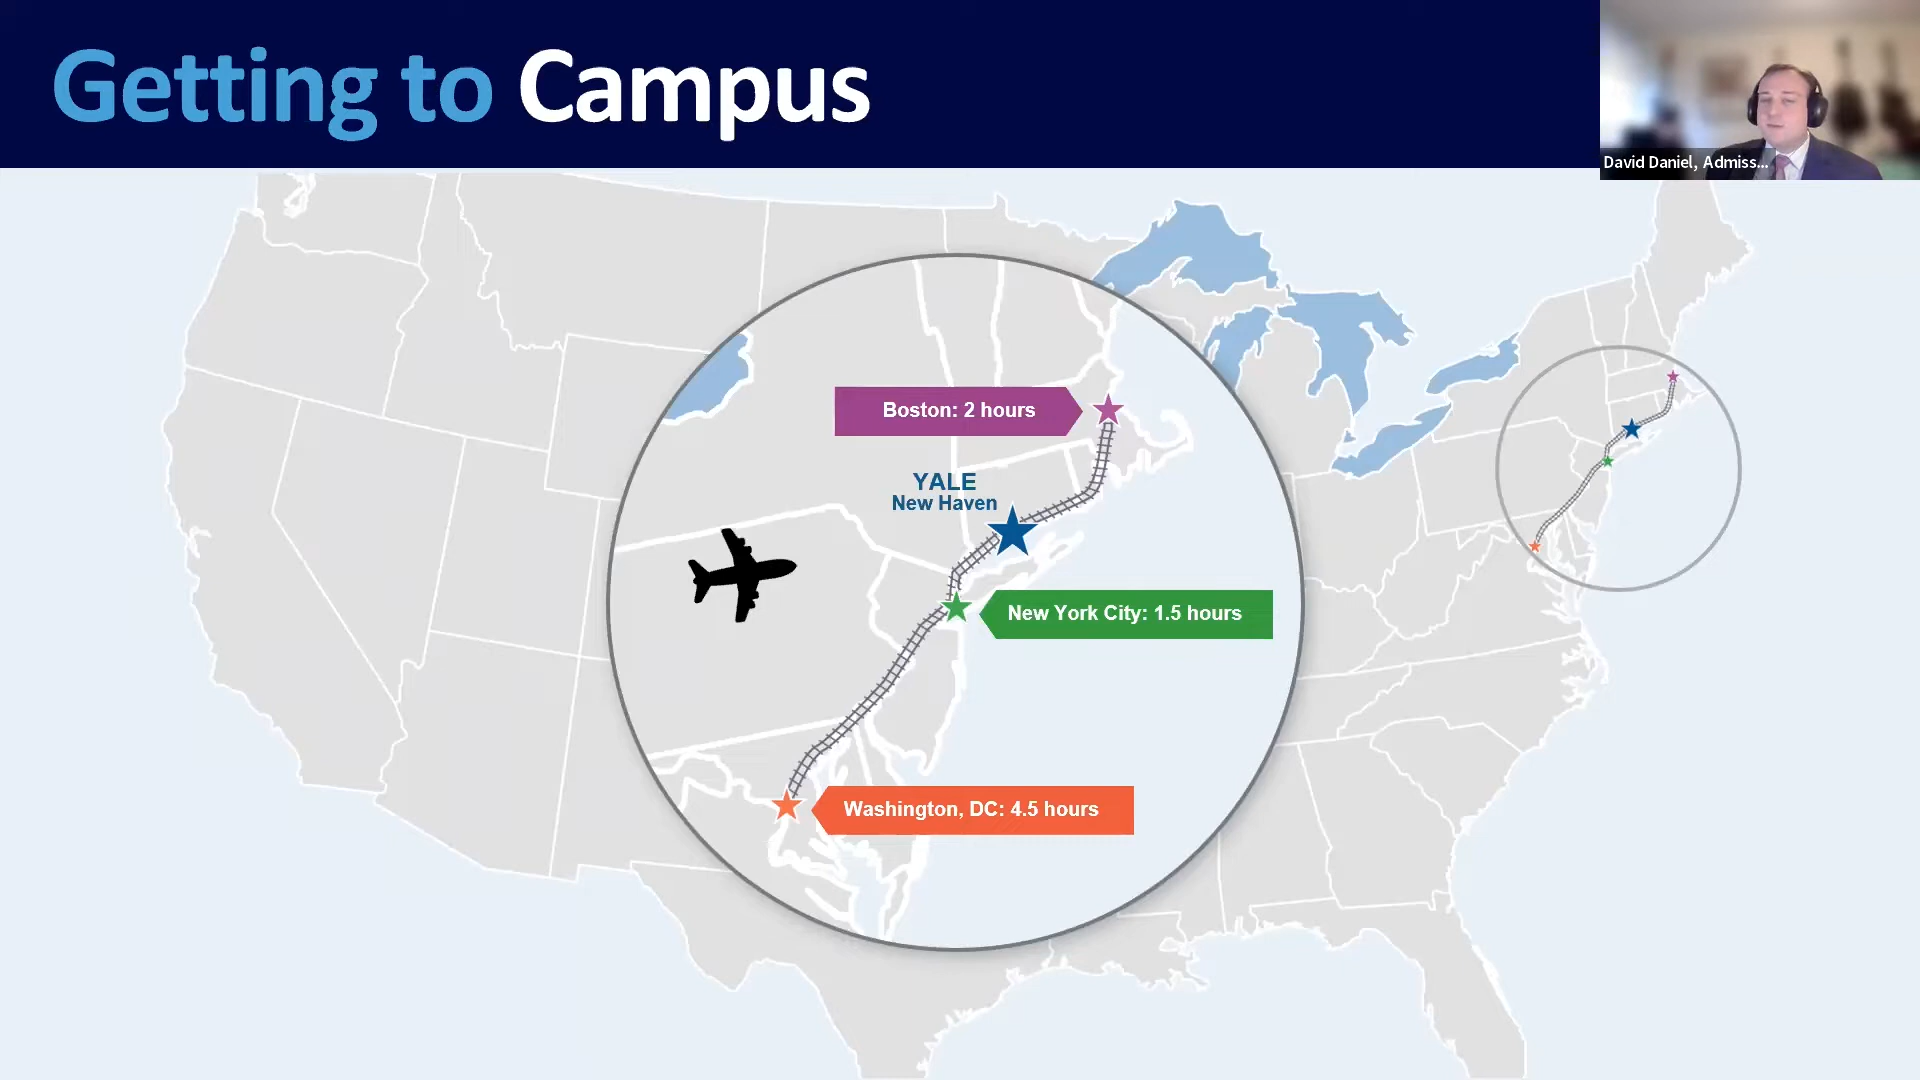 Getting to Campus
David Daniel, Admiss...
Boston: 2 hours
YALE
New Haven
New York City: 1.5 hours
Washington, DC: 4.5 hours